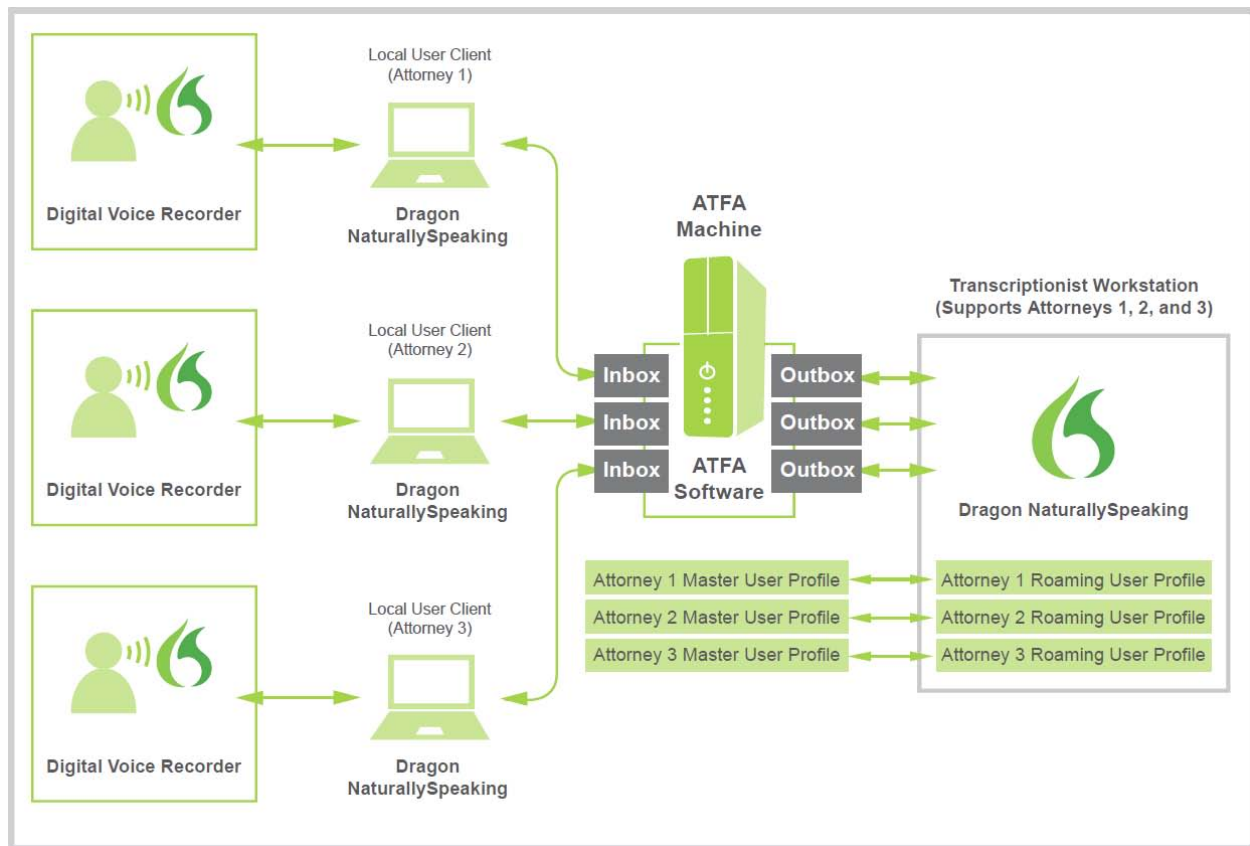 Local User Client
(Attorney 1)
Digital Voice Recorder
Dragon
NaturallySpeaking
Local User Client
(Attorney 2)
Digital Voice Recorder
Dragon
NaturallySpeaking
Local User Client
(Attorney 3)
Digital Voice Recorder
Dragon
NaturallySpeaking
ATFA
Machine
Inbox
Outbox
Inbox
Outbox
Inbox
Outbox
ATFA
Software
Transcriptionist Workstation
(Supports Attorneys 1, 2, and 3)
Dragon NaturallySpeaking
Attorney 1 Master User Profile
Attorney 1 Roaming User Profile
Attorney 2 Master User Profile
Attorney 2 Roaming User Profile
Attorney 3 Master User Profile
Attorney 3 Roaming User Profile